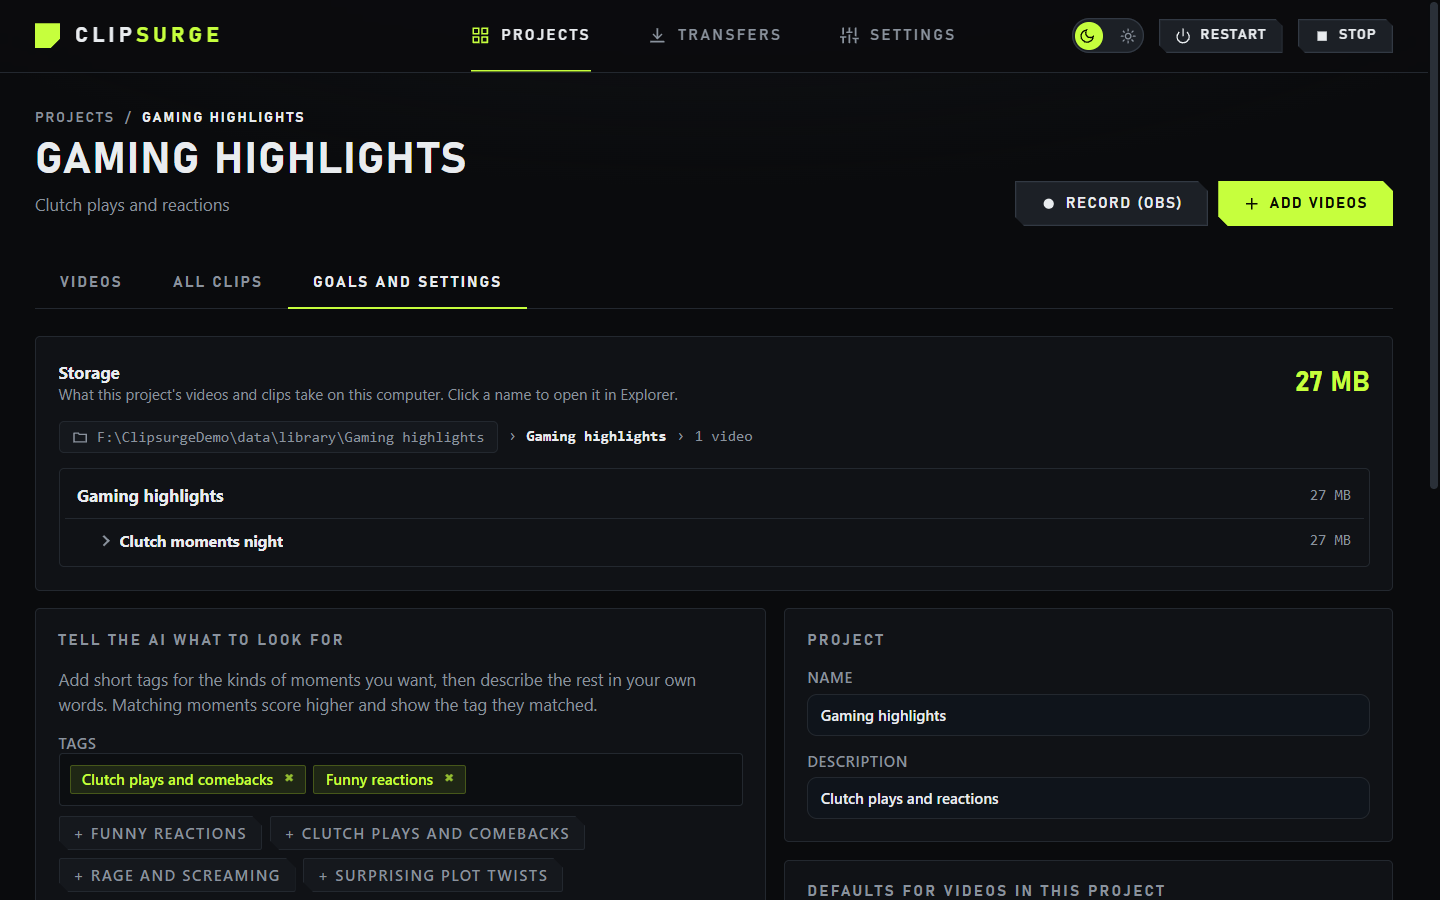 CLIPSURGE
PROJECTS
TRANSFERS
SETTINGS
RESTART
STOP
PROJECTS / GAMING HIGHLIGHTS
GAMING HIGHLIGHTS
Clutch plays and reactions
RECORD (OBS)
+ ADD VIDEOS
VIDEOS
ALL CLIPS
GOALS AND SETTINGS
Storage
What this project's videos and clips take on this computer. Click a name to open it in Explorer.
27 MB
F:\ClipsurgeDemo\data\library\Gaming highlights › Gaming highlights › 1 video
Gaming highlights 27 MB
Clutch moments night 27 MB
TELL THE AI WHAT TO LOOK FOR
Add short tags for the kinds of moments you want, then describe the rest in your own
words. Matching moments score higher and show the tag they matched.
TAGS
Clutch plays and comebacks ×
Funny reactions ×
+ FUNNY REACTIONS
+ CLUTCH PLAYS AND COMEBACKS
+ RAGE AND SCREAMING
+ SURPRISING PLOT TWISTS
PROJECT
NAME
Gaming highlights
DESCRIPTION
Clutch plays and reactions
DEFAULTS FOR VIDEOS IN THIS PROJECT